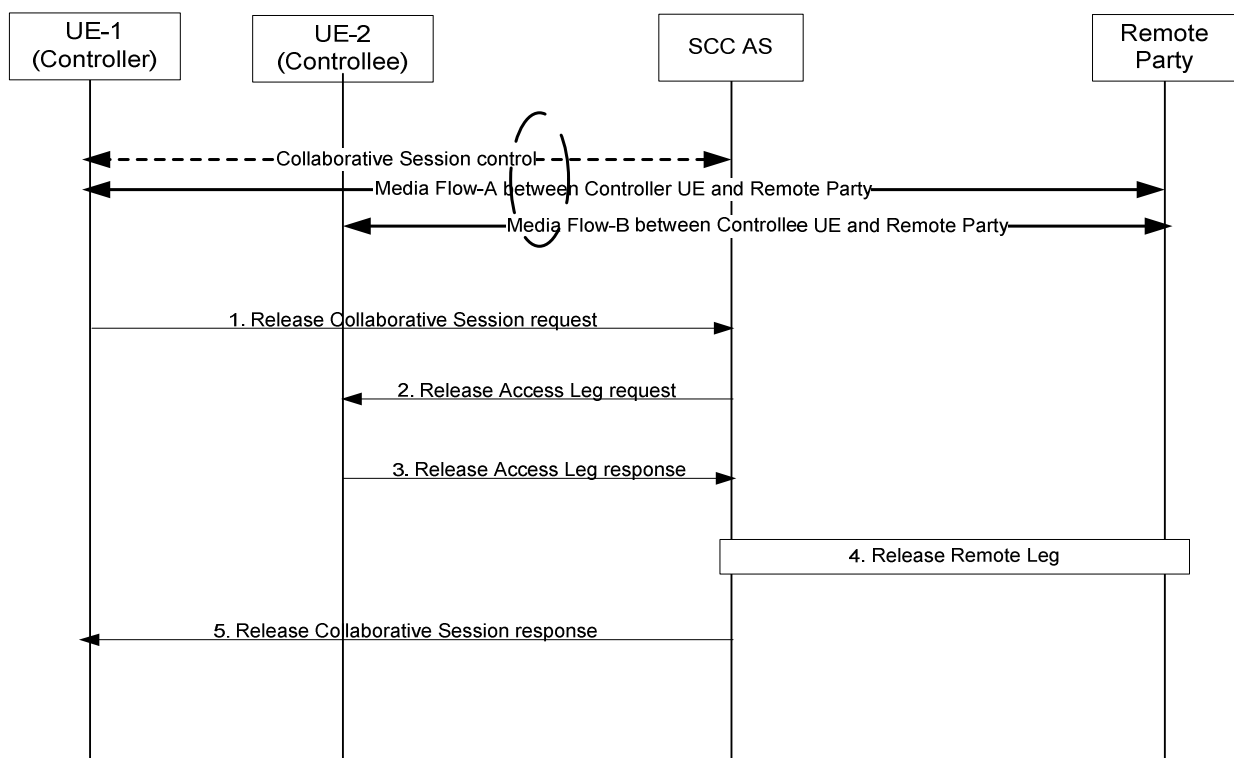 UE-1
(Controller)
UE-2
(Controllee)
SCC AS
Remote
Party
Collaborative Session control
Media Flow-A between Controller UE and Remote Party
Media Flow-B between Controllee UE and Remote Party
1. Release Collaborative Session request
2. Release Access Leg request
3. Release Access Leg response
4. Release Remote Leg
5. Release Collaborative Session response